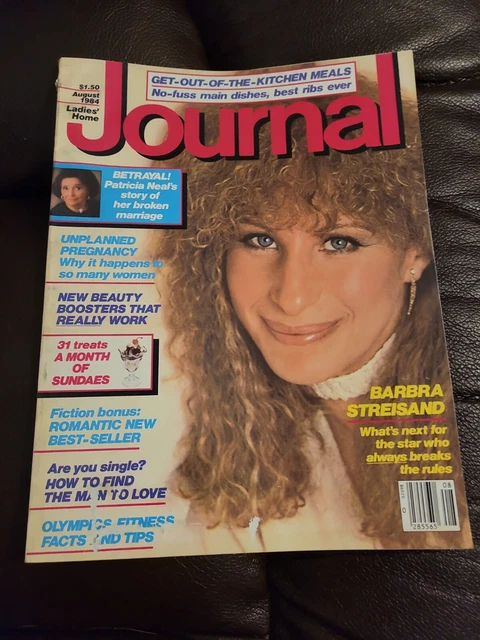 GET-OUT-OF-THE-KITCHEN MEALS
No-fuss main dishes, best ribs ever
$1.50
August
1984
Ladies'
Home
Journal
BETRAYAL!
Patricia Neal's
story of
her broken
marriage
UNPLANNED
PREGNANCY
Why it happens to
so many women
NEW BEAUTY
BOOSTERS THAT
REALLY WORK
31 treats
A MONTH
OF
SUNDAES
Fiction bonus:
ROMANTIC NEW
BEST-SELLER
Are you single?
HOW TO FIND
THE MAN TO LOVE
OLYMPICS FITNESS
FACTS AND TIPS
BARBRA
STREISAND
What's next for
the star who
always breaks
the rules
08
0
285565